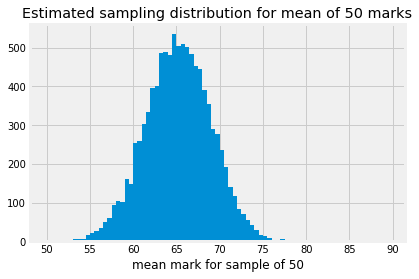 Estimated sampling distribution for mean of 50 marks
500
400
300
200
100
0
50 55 60 65 70 75 80 85 90
mean mark for sample of 50